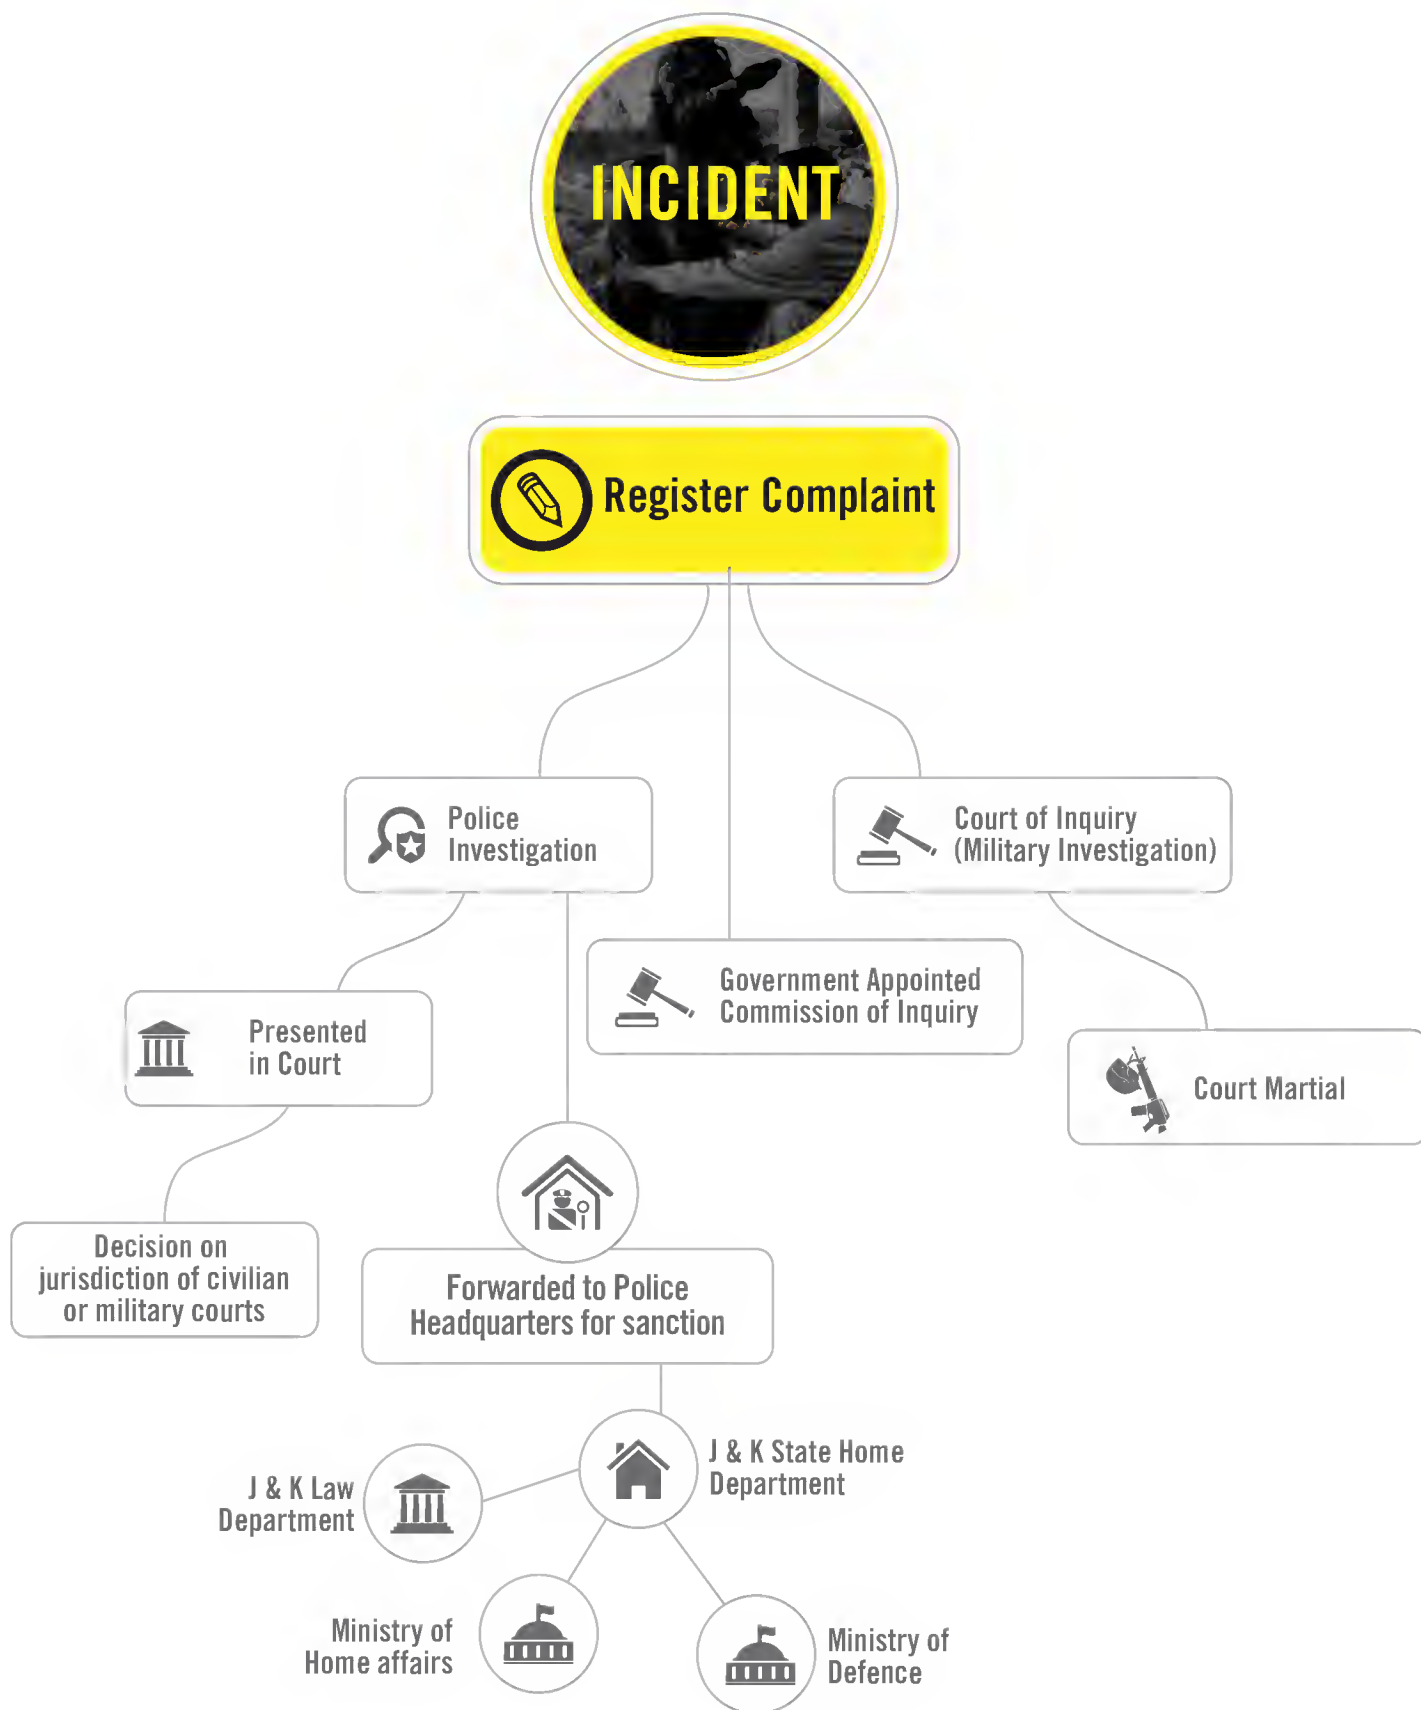 INCIDENT
Register Complaint
Police
Investigation
Court of Inquiry
(Military Investigation)
Government Appointed
Commission of Inquiry
Presented
in Court
Court Martial
Decision on
jurisdiction of civilian
or military courts
Forwarded to Police
Headquarters for sanction
J & K State Home
Department
J & K Law
Department
Ministry of
Home affairs
Ministry of
Defence